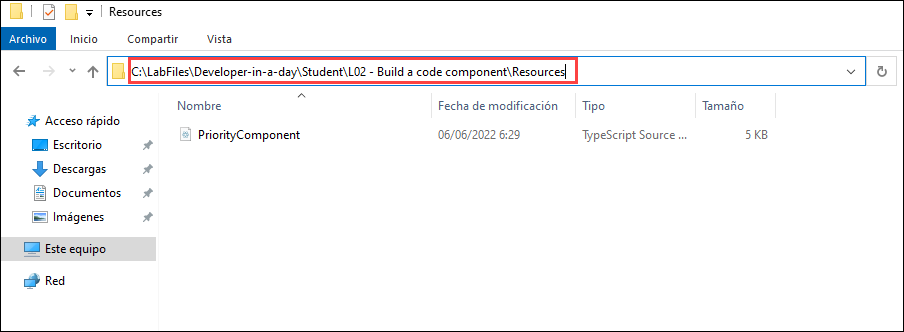 Resources
Archivo Inicio Compartir Vista
C:\LabFiles\Developer-in-a-day\Student\L02 - Build a code component\Resources
Nombre Fecha de modificación Tipo Tamaño
Acceso rápido
PriorityComponent 06/06/2022 6:29 TypeScript Source ... 5 KB
Escritorio
Descargas
Documentos
Imágenes
Este equipo
Red